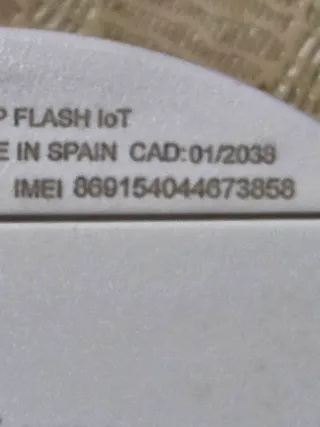 P FLASH IoT
E IN SPAIN CAD:01/2038
IMEI 869154044673858